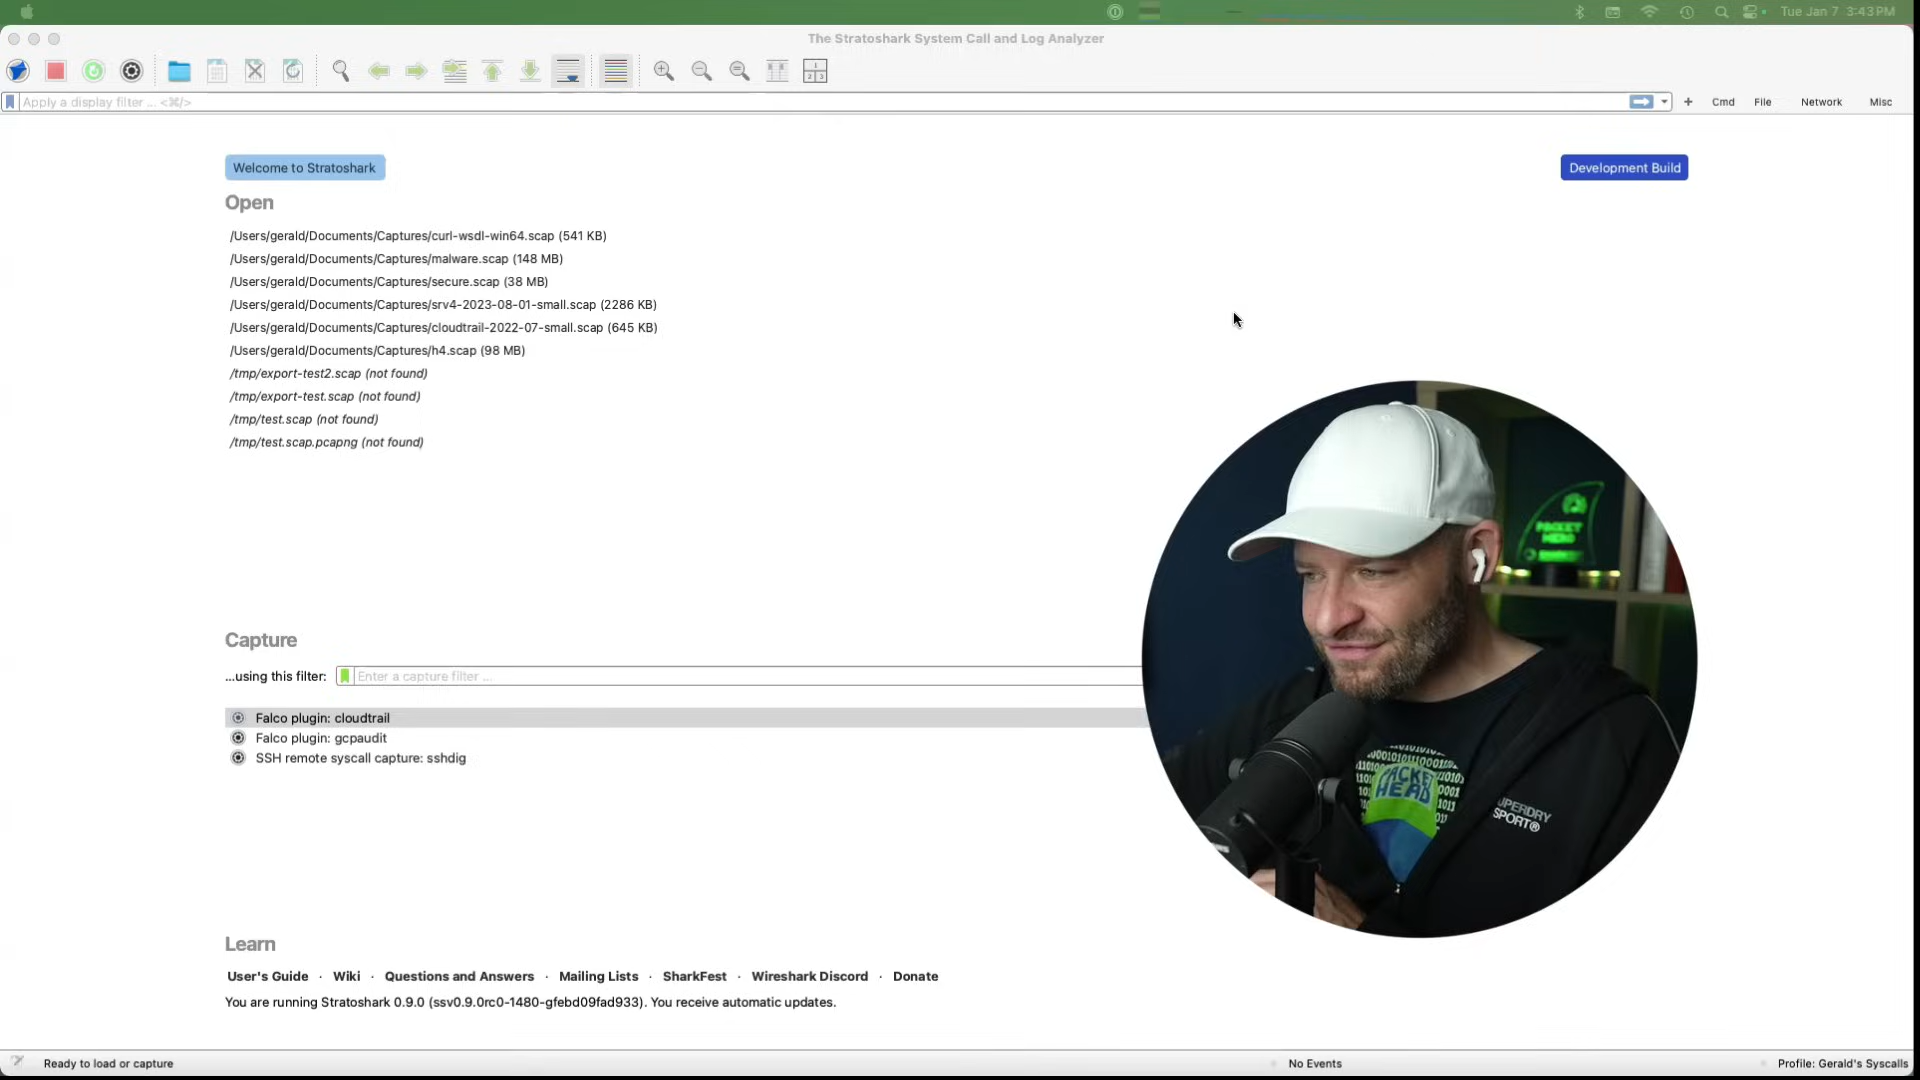 Tue Jan 7 3:43 PM
The Stratoshark System Call and Log Analyzer
Apply a display filter ... <⌘/>
+ Cmd File Network Misc
Welcome to Stratoshark
Development Build
Open
/Users/gerald/Documents/Captures/curl-wsdl-win64.scap (541 KB)
/Users/gerald/Documents/Captures/malware.scap (148 MB)
/Users/gerald/Documents/Captures/secure.scap (38 MB)
/Users/gerald/Documents/Captures/srv4-2023-08-01-small.scap (2286 KB)
/Users/gerald/Documents/Captures/cloudtrail-2022-07-small.scap (645 KB)
/Users/gerald/Documents/Captures/h4.scap (98 MB)
/tmp/export-test2.scap (not found)
/tmp/export-test.scap (not found)
/tmp/test.scap (not found)
/tmp/test.scap.pcapng (not found)
PACKET
HERO
Capture
...using this filter: Enter a capture filter ...
Falco plugin: cloudtrail
Falco plugin: gcpaudit
SSH remote syscall capture: sshdig
HEAD
SPORT®
Learn
User's Guide · Wiki · Questions and Answers · Mailing Lists · SharkFest · Wireshark Discord · Donate
You are running Stratoshark 0.9.0 (ssv0.9.0rc0-1480-gfebd09fad933). You receive automatic updates.
Ready to load or capture
No Events
Profile: Gerald's Syscalls